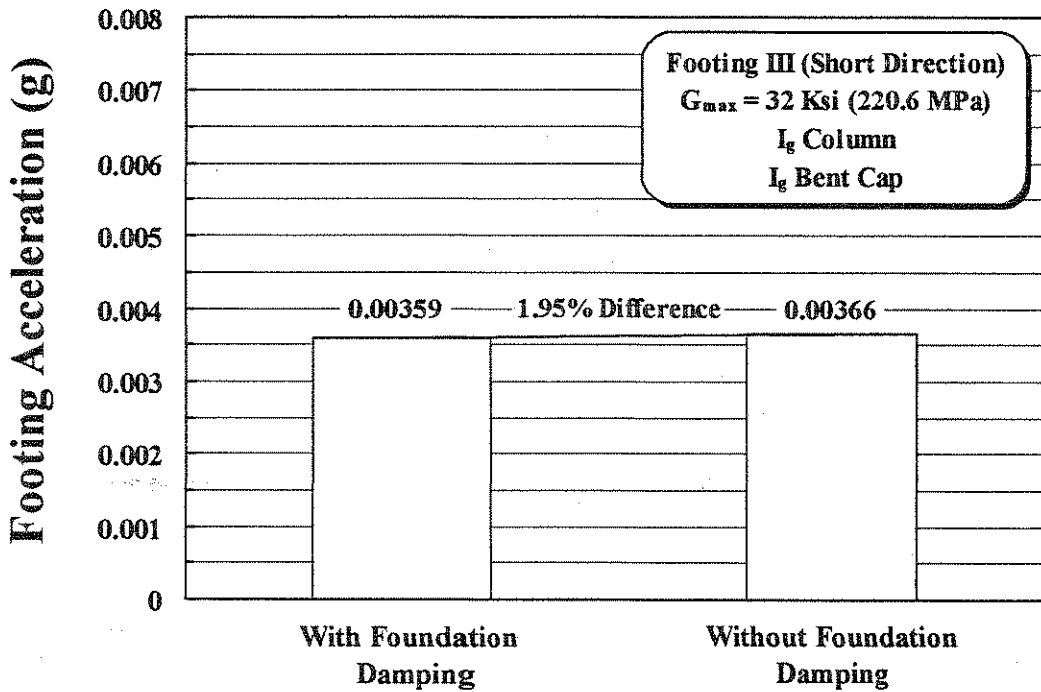 Footing Acceleration (g)
0.008
0.007
0.006
0.005
0.004
0.003
0.002
0.001
0
Footing III (Short Direction)
Gmax = 32 Ksi (220.6 MPa)
Ig Column
Ig Bent Cap
0.00359 1.95% Difference 0.00366
With Foundation
Damping
Without Foundation
Damping